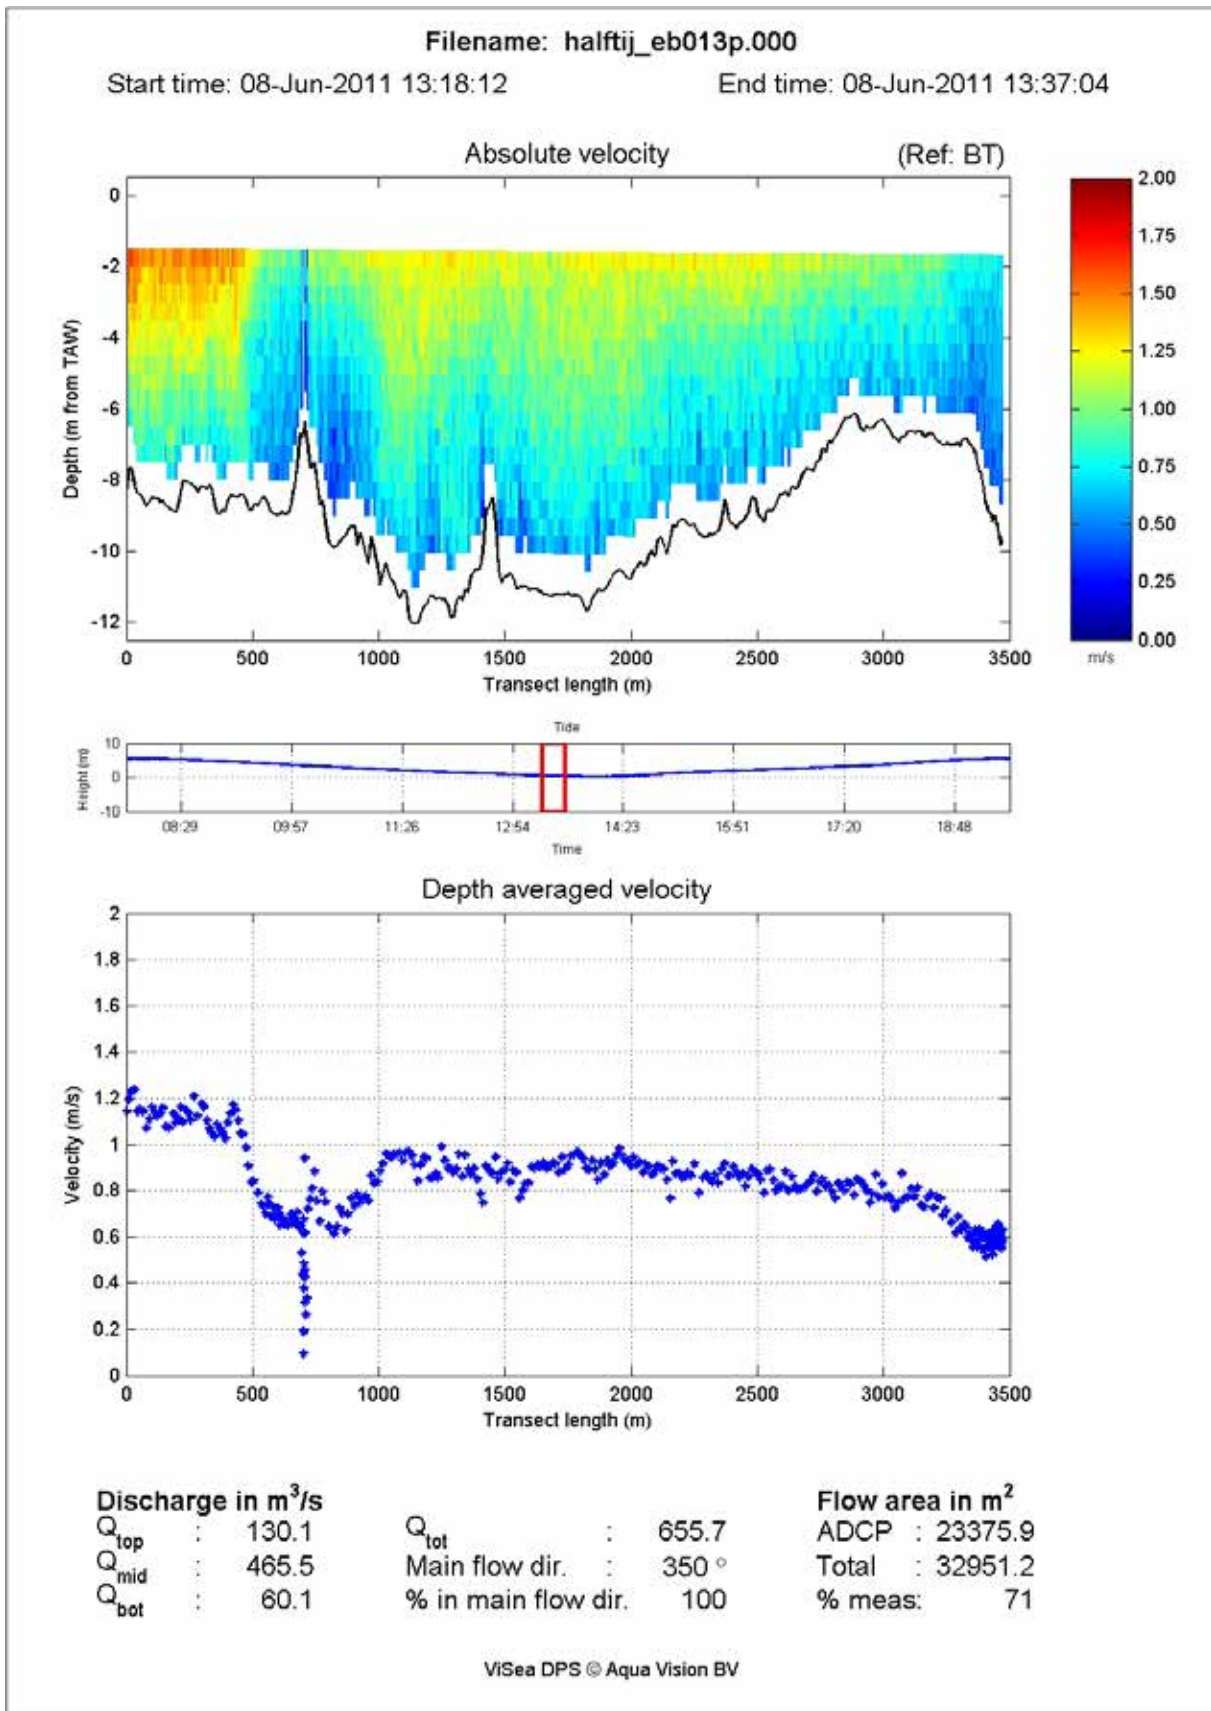 Filename: halftij_eb013p.000
Start time: 08-Jun-2011 13:18:12 End time: 08-Jun-2011 13:37:04
Absolute velocity (Ref: BT)
Depth (m from TAW)
0
-2
-4
-6
-8
-10
-12
0 500 1000 1500 2000 2500 3000 3500
Transect length (m)
2.00
1.75
1.50
1.25
1.00
0.75
0.50
0.25
0.00
m/s
Tide
Height (m)
10
0
-10
08:29 09:57 11:26 12:54 14:23 15:51 17:20 18:48
Time
Depth averaged velocity
Velocity (m/s)
2
1.8
1.6
1.4
1.2
1
0.8
0.6
0.4
0.2
0
0 500 1000 1500 2000 2500 3000 3500
Transect length (m)
Discharge in m³/s Flow area in m²
Q_top : 130.1 Q_tot : 655.7 ADCP : 23375.9
Q_mid : 465.5 Main flow dir. : 350 ° Total : 32951.2
Q_bot : 60.1 % in main flow dir. 100 % meas: 71
ViSea DPS © Aqua Vision BV